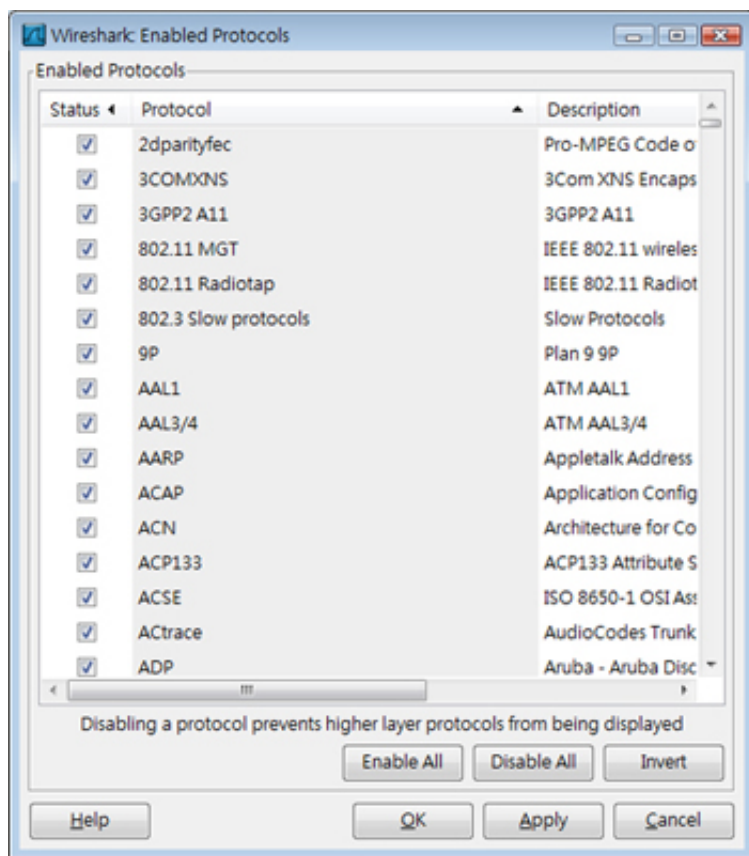 Wireshark: Enabled Protocols
Enabled Protocols
Status Protocol Description
2dparityfec Pro-MPEG Code o
3COMXNS 3Com XNS Encaps
3GPP2 A11 3GPP2 A11
802.11 MGT IEEE 802.11 wireles
802.11 Radiotap IEEE 802.11 Radiot
802.3 Slow protocols Slow Protocols
9P Plan 9 9P
AAL1 ATM AAL1
AAL3/4 ATM AAL3/4
AARP Appletalk Address
ACAP Application Config
ACN Architecture for Co
ACP133 ACP133 Attribute S
ACSE ISO 8650-1 OSI Ass
ACtrace AudioCodes Trunk
ADP Aruba - Aruba Disc
Disabling a protocol prevents higher layer protocols from being displayed
Enable All Disable All Invert
Help OK Apply Cancel